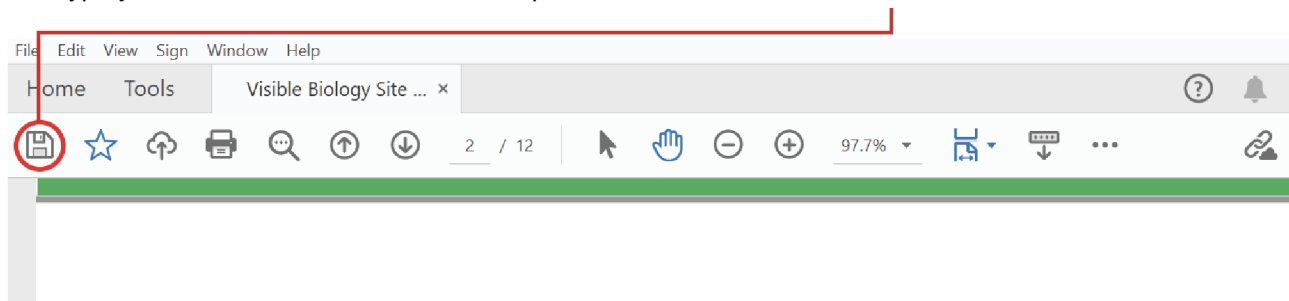 File Edit View Sign Window Help
Home Tools Visible Biology Site ... ×
2 / 12 97.7%